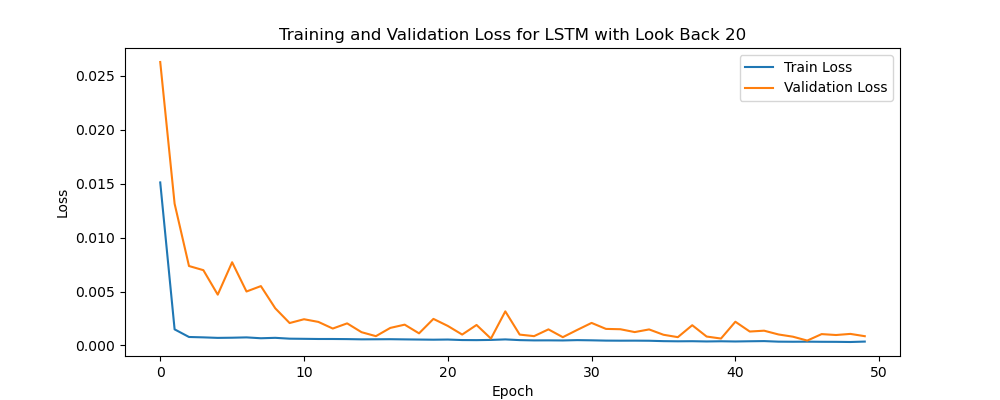 Training and Validation Loss for LSTM with Look Back 20
Train Loss
Validation Loss
0.025
0.020
0.015
0.010
0.005
0.000
Loss
0 10 20 30 40 50
Epoch